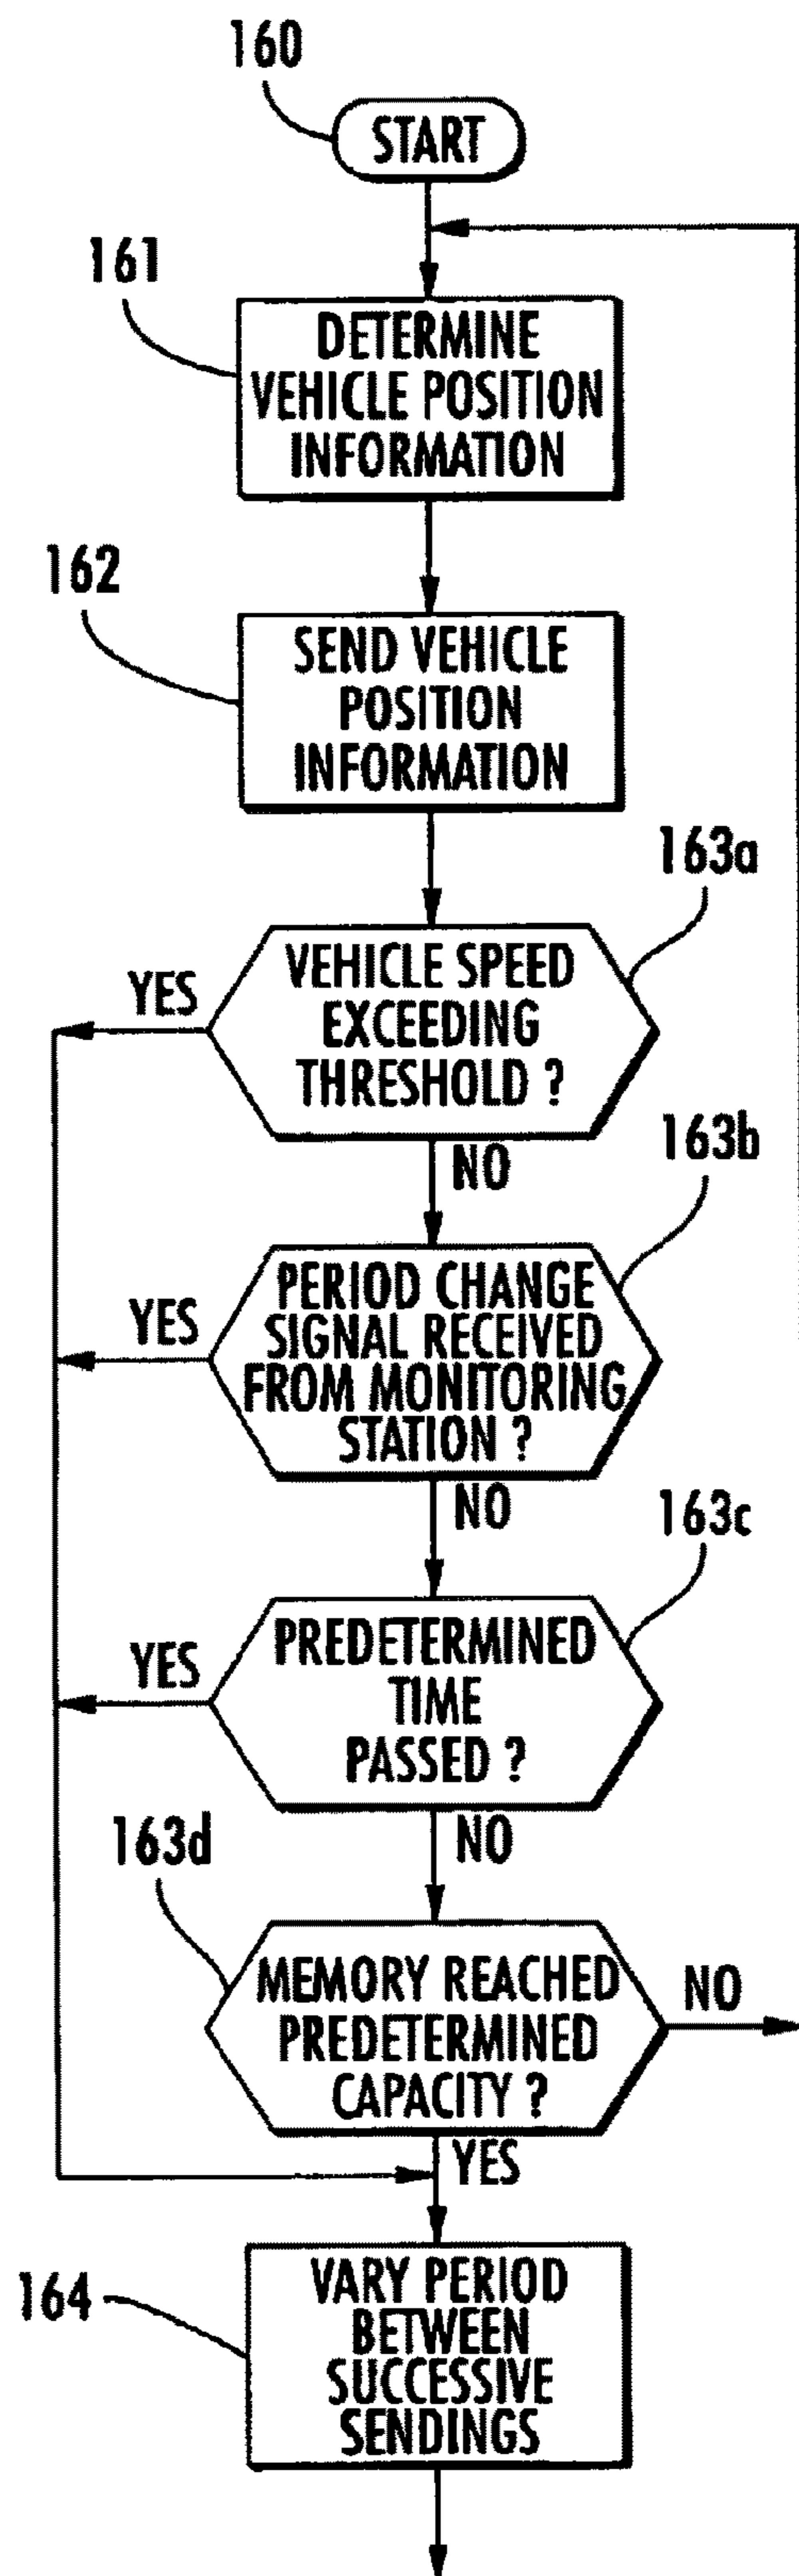 160
START
161
DETERMINE
VEHICLE POSITION
INFORMATION
162
SEND VEHICLE
POSITION
INFORMATION
163a
VEHICLE SPEED
EXCEEDING
THRESHOLD ?
YES
NO
163b
PERIOD CHANGE
SIGNAL RECEIVED
FROM MONITORING
STATION ?
YES
NO
163c
PREDETERMINED
TIME
PASSED ?
YES
NO
163d
MEMORY REACHED
PREDETERMINED
CAPACITY ?
NO
YES
164
VARY PERIOD
BETWEEN
SUCCESSIVE
SENDINGS